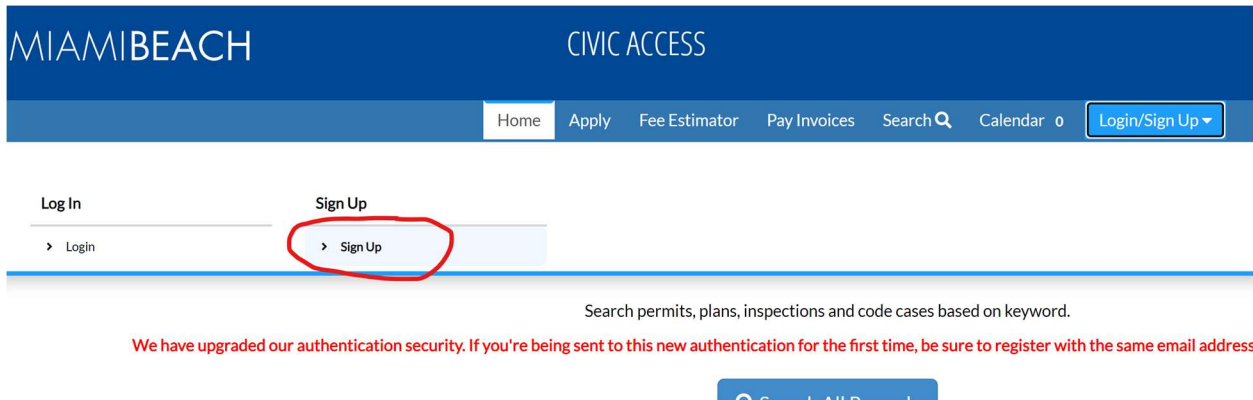 MIAMIBEACH CIVIC ACCESS
Home Apply Fee Estimator Pay Invoices Search Calendar 0 Login/Sign Up
Log In Sign Up
Login Sign Up
Search permits, plans, inspections and code cases based on keyword.
We have upgraded our authentication security. If you're being sent to this new authentication for the first time, be sure to register with the same email address